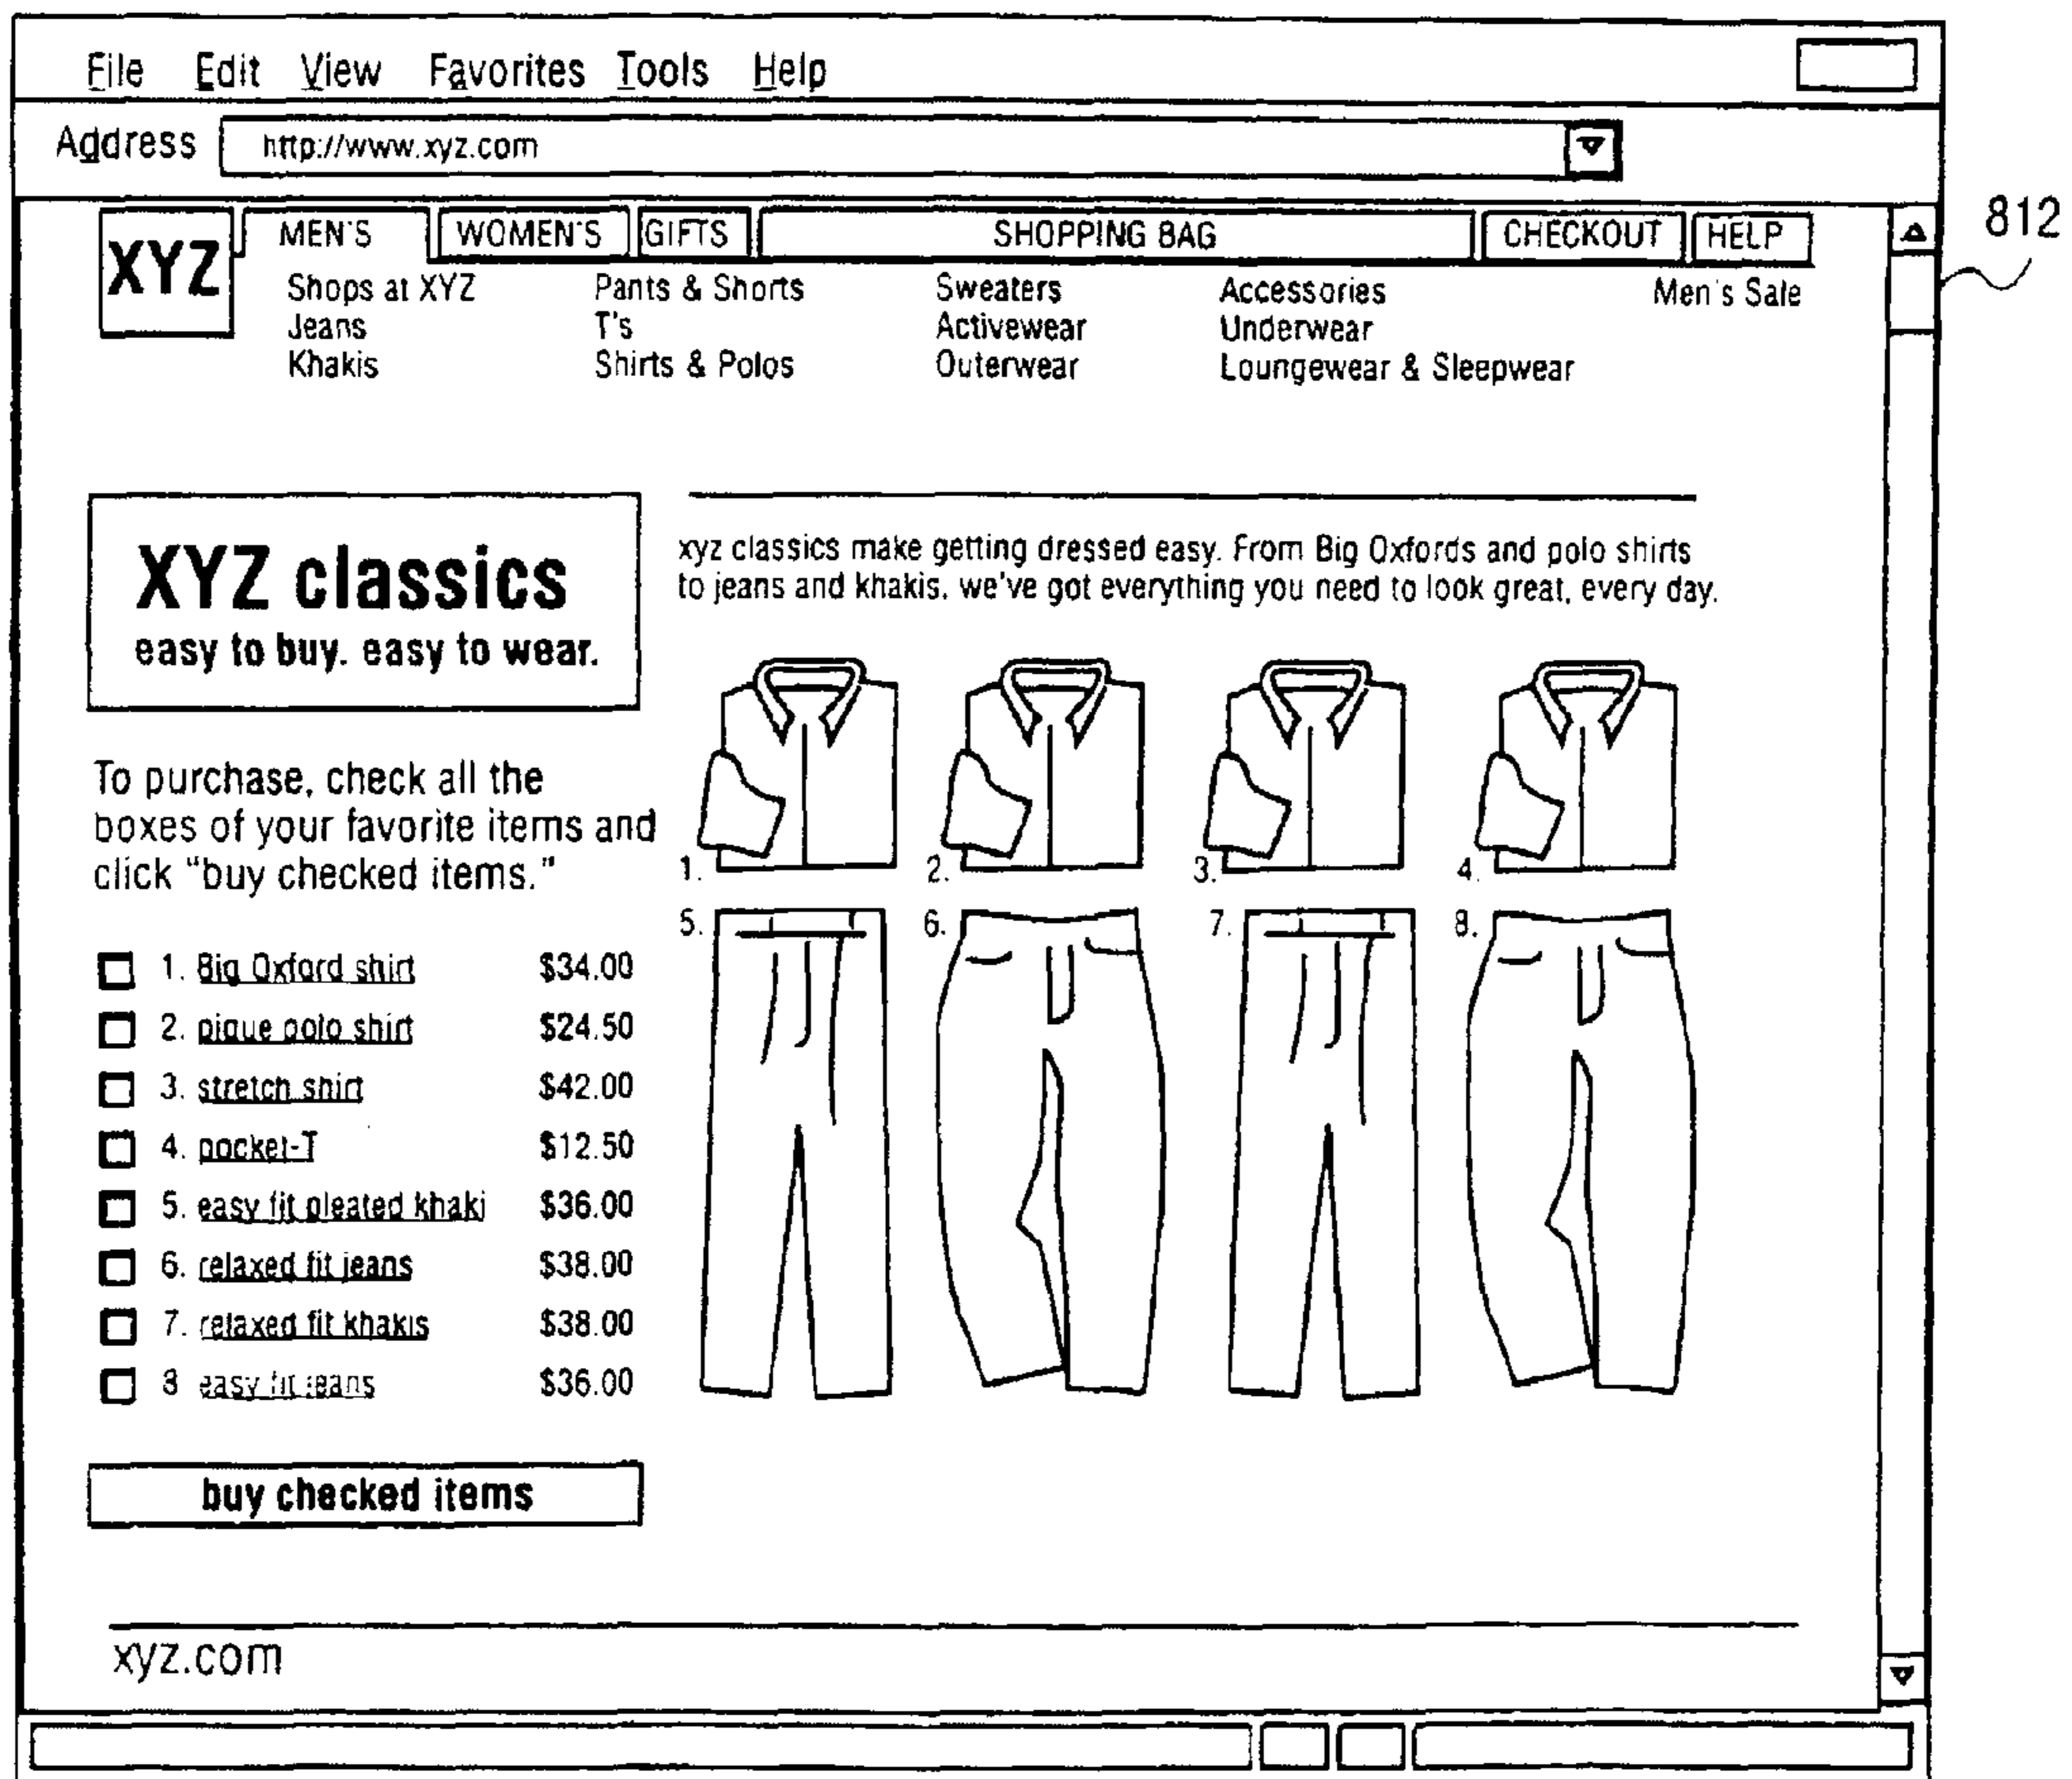 File Edit View Favorites Tools Help
Address http://www.xyz.com
812
XYZ MEN'S WOMEN'S GIFTS SHOPPING BAG CHECKOUT HELP
Shops at XYZ Pants & Shorts Sweaters Accessories Men's Sale
Jeans T's Activewear Underwear
Khakis Shirts & Polos Outerwear Loungewear & Sleepwear
XYZ classics
easy to buy. easy to wear.
xyz classics make getting dressed easy. From Big Oxfords and polo shirts
to jeans and khakis, we've got everything you need to look great, every day.
To purchase, check all the
boxes of your favorite items and
click "buy checked items."
1. 2. 3. 4.
5. 6. 7. 8.
1. Big Oxford shirt $34.00
2. pique polo shirt $24.50
3. stretch shirt $42.00
4. pocket-T $12.50
5. easy fit pleated khaki $36.00
6. relaxed fit jeans $38.00
7. relaxed fit khakis $38.00
8 easy fit jeans $36.00
buy checked items
xyz.com